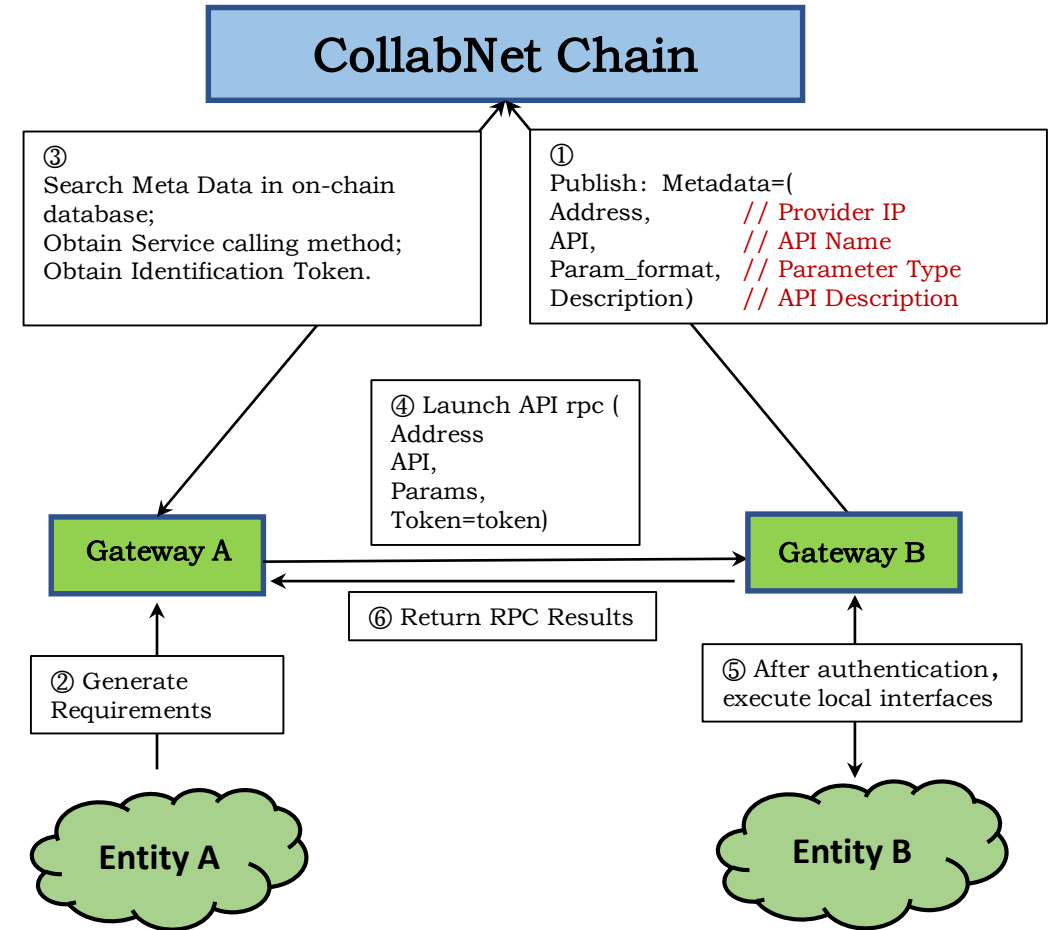 CollabNet Chain
③
Search Meta Data in on-chain
database;
Obtain Service calling method;
Obtain Identification Token.
①
Publish： Metadata=(
Address, // Provider IP
API, // API Name
Param_format, // Parameter Type
Description) // API Description
④ Launch API rpc (
Address
API,
Params,
Token=token)
Gateway A
Gateway B
⑥ Return RPC Results
② Generate
Requirements
⑤ After authentication，
execute local interfaces
Entity A
Entity B